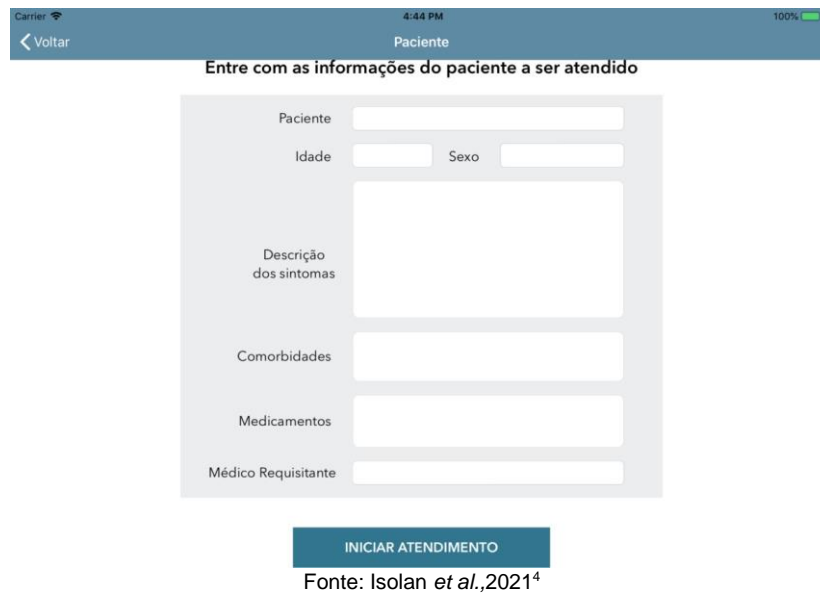 Carrier 4:44 PM 100%
Voltar Paciente
Entre com as informações do paciente a ser atendido
Paciente
Idade Sexo
Descrição
dos sintomas
Comorbidades
Medicamentos
Médico Requisitante
INICIAR ATENDIMENTO
Fonte: Isolan et al.,2021⁴